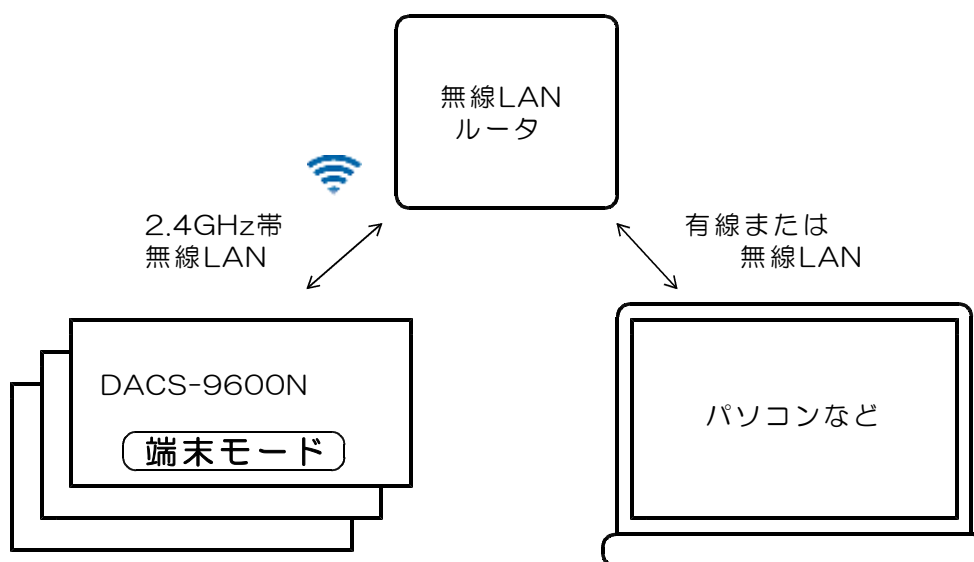 無線LAN
ルータ
2.4GHz帯
無線LAN
有線または
無線LAN
DACS-9600N
端末モード
パソコンなど